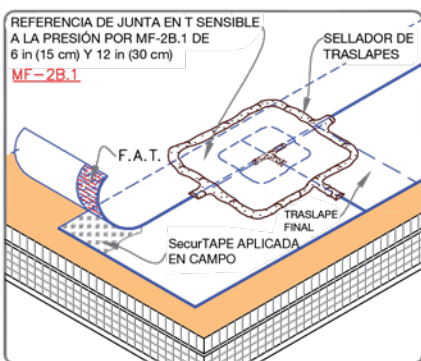 REFERENCIA DE JUNTA EN T SENSIBLE
A LA PRESIÓN POR MF-2B.1 DE
6 in (15 cm) Y 12 in (30 cm)
MF-2B.1
SELLADOR DE
TRASLAPES
F.A.T.
TRASLAPE
FINAL
SecurTAPE APLICADA
EN CAMPO